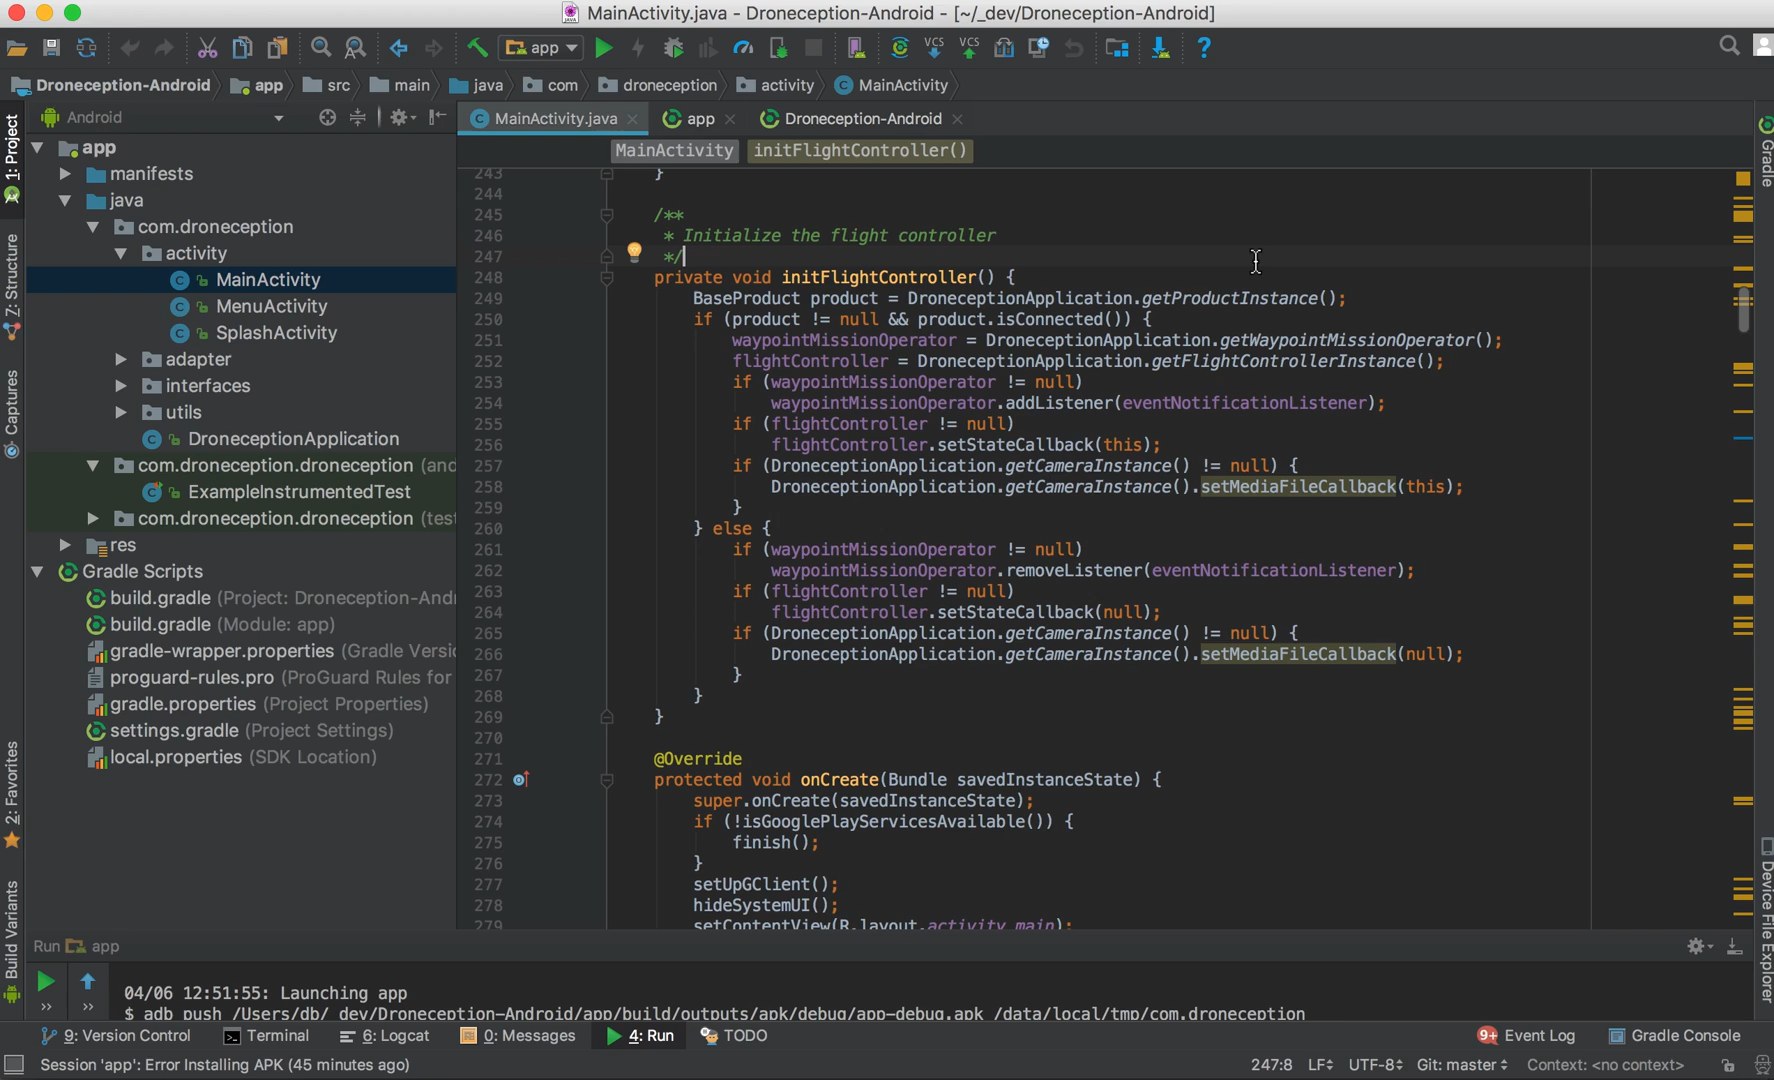 MainActivity.java - Droneception-Android - [~/_dev/Droneception-Android]
app
VCS
VCS
?
Droneception-Android
app
src
main
java
com
droneception
activity
MainActivity
Android
MainActivity.java
app
Droneception-Android
1: Project
Z: Structure
Captures
2: Favorites
Build Variants
Gradle
Device File Explorer
app
manifests
java
com.droneception
activity
MainActivity
MenuActivity
SplashActivity
adapter
interfaces
utils
DroneceptionApplication
com.droneception.droneception (and
ExampleInstrumentedTest
com.droneception.droneception (test
res
Gradle Scripts
build.gradle (Project: Droneception-Andr
build.gradle (Module: app)
gradle-wrapper.properties (Gradle Versic
proguard-rules.pro (ProGuard Rules for
gradle.properties (Project Properties)
settings.gradle (Project Settings)
local.properties (SDK Location)
MainActivity initFlightController()
243 }
244
245 /**
246 * Initialize the flight controller
247 */
248 private void initFlightController() {
249 BaseProduct product = DroneceptionApplication.getProductInstance();
250 if (product != null && product.isConnected()) {
251 waypointMissionOperator = DroneceptionApplication.getWaypointMissionOperator();
252 flightController = DroneceptionApplication.getFlightControllerInstance();
253 if (waypointMissionOperator != null)
254 waypointMissionOperator.addListener(eventNotificationListener);
255 if (flightController != null)
256 flightController.setStateCallback(this);
257 if (DroneceptionApplication.getCameraInstance() != null) {
258 DroneceptionApplication.getCameraInstance().setMediaFileCallback(this);
259 }
260 } else {
261 if (waypointMissionOperator != null)
262 waypointMissionOperator.removeListener(eventNotificationListener);
263 if (flightController != null)
264 flightController.setStateCallback(null);
265 if (DroneceptionApplication.getCameraInstance() != null) {
266 DroneceptionApplication.getCameraInstance().setMediaFileCallback(null);
267 }
268 }
269 }
270
271 @Override
272 protected void onCreate(Bundle savedInstanceState) {
273 super.onCreate(savedInstanceState);
274 if (!isGooglePlayServicesAvailable()) {
275 finish();
276 }
277 setUpGClient();
278 hideSystemUI();
279 setContentView(R.layout.activity_main);
Run app
04/06 12:51:55: Launching app
$ adb push /Users/db/_dev/Droneception-Android/app/build/outputs/apk/debug/app-debug.apk /data/local/tmp/com.droneception
9: Version Control
Terminal
6: Logcat
0: Messages
4: Run
TODO
9+ Event Log
Gradle Console
Session 'app': Error Installing APK (45 minutes ago)
247:8 LF UTF-8 Git: master Context: <no context>